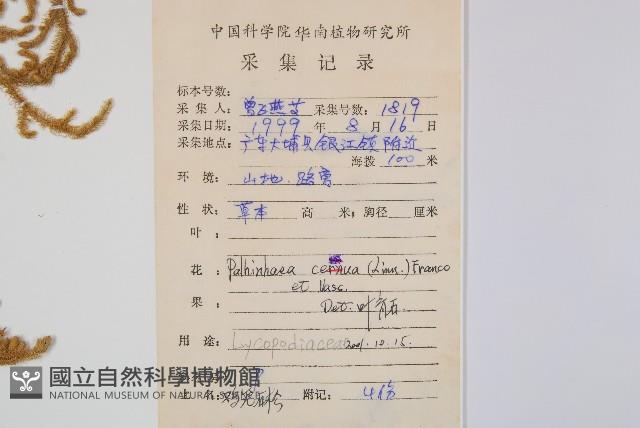 中国科学院华南植物研究所
采集记录
标本号数:
采集人: 曾 燕 采集号数: 1819
采集日期: 1999 年 8 月 16 日
采集地点: 广东大埔县银江镇附近
海拨 100 米
环境: 山地.路旁
性状: 草本 高 米,胸径 厘米
叶:
花: Palhinhaea cernua (Linn.) Franco
et Vasc.
果: Det. 叶
用途: Lycopodiaceae 2001.10.15.
國立自然科學博物館
NATIONAL MUSEUM OF NATURAL SCIENCE
土名: 附记: 4份